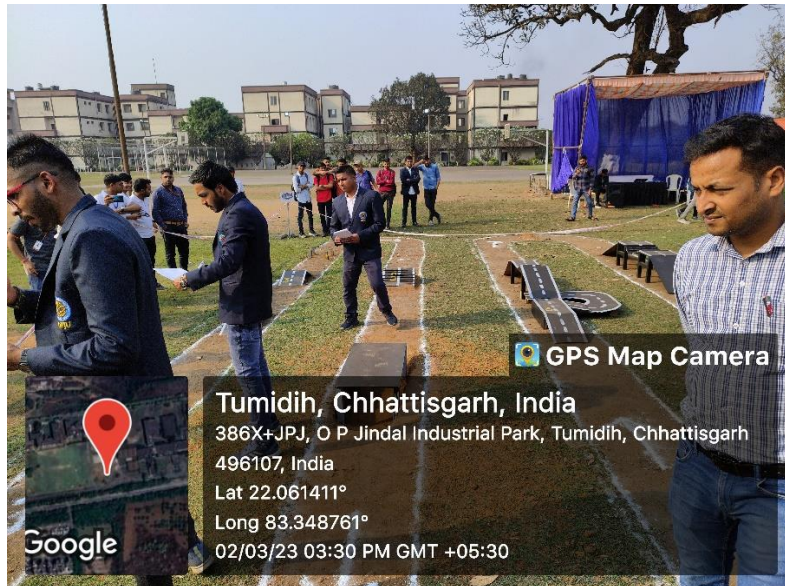 GPS Map Camera
Tumidih, Chhattisgarh, India
386X+JPJ, O P Jindal Industrial Park, Tumidih, Chhattisgarh
496107, India
Lat 22.061411°
Long 83.348761°
02/03/23 03:30 PM GMT +05:30
Google